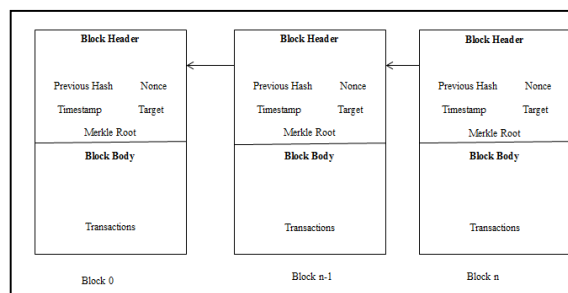 Block Header
Previous Hash Nonce
Timestamp Target
Merkle Root
Block Body
Transactions
Block 0
Block Header
Previous Hash Nonce
Timestamp Target
Merkle Root
Block Body
Transactions
Block n-1
Block Header
Previous Hash Nonce
Timestamp Target
Merkle Root
Block Body
Transactions
Block n